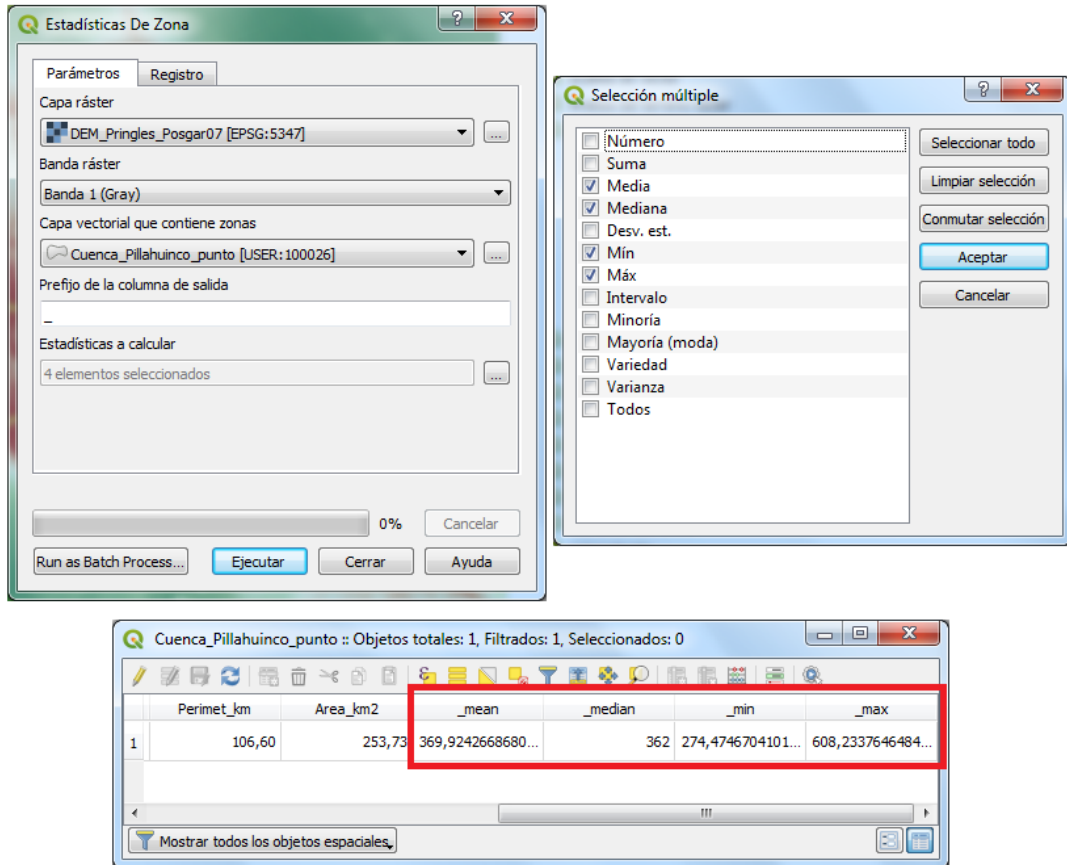 Estadísticas De Zona
Parámetros
Registro
Capa ráster
DEM_Pringles_Posgar07 [EPSG:5347]
...
Banda ráster
Banda 1 (Gray)
Capa vectorial que contiene zonas
Cuenca_Pillahuinco_punto [USER:100026]
...
Prefijo de la columna de salida
_
Estadísticas a calcular
4 elementos seleccionados
...
0%
Cancelar
Run as Batch Process...
Ejecutar
Cerrar
Ayuda
Selección múltiple
Número
Suma
Media
Mediana
Desv. est.
Mín
Máx
Intervalo
Minoría
Mayoría (moda)
Variedad
Varianza
Todos
Seleccionar todo
Limpiar selección
Conmutar selección
Aceptar
Cancelar
Cuenca_Pillahuinco_punto :: Objetos totales: 1, Filtrados: 1, Seleccionados: 0
Perimet_km Area_km2 _mean _median _min _max
1 106,60 253,73 369,9242668680... 362 274,4746704101... 608,2337646484...
Mostrar todos los objetos espaciales